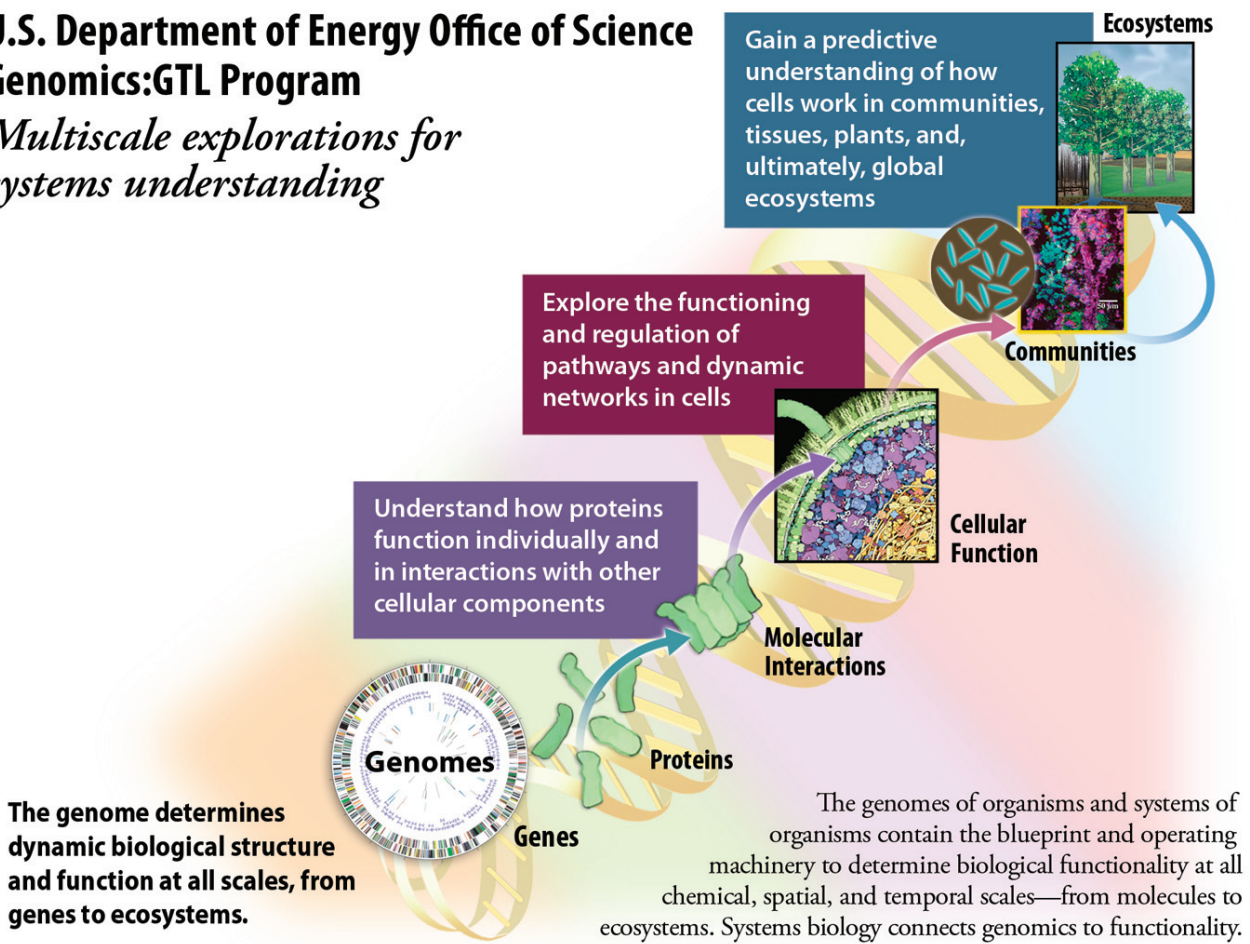 J.S. Department of Energy Office of Science
Genomics:GTL Program
Multiscale explorations for
ystems understanding
Ecosystems
Gain a predictive
understanding of how
cells work in communities,
tissues, plants, and,
ultimately, global
ecosystems
50 µm
Communities
Explore the functioning
and regulation of
pathways and dynamic
networks in cells
Cellular
Function
Understand how proteins
function individually and
in interactions with other
cellular components
Molecular
Interactions
Genomes
Proteins
Genes
The genome determines
dynamic biological structure
and function at all scales, from
genes to ecosystems.
The genomes of organisms and systems of
organisms contain the blueprint and operating
machinery to determine biological functionality at all
chemical, spatial, and temporal scales—from molecules to
ecosystems. Systems biology connects genomics to functionality.